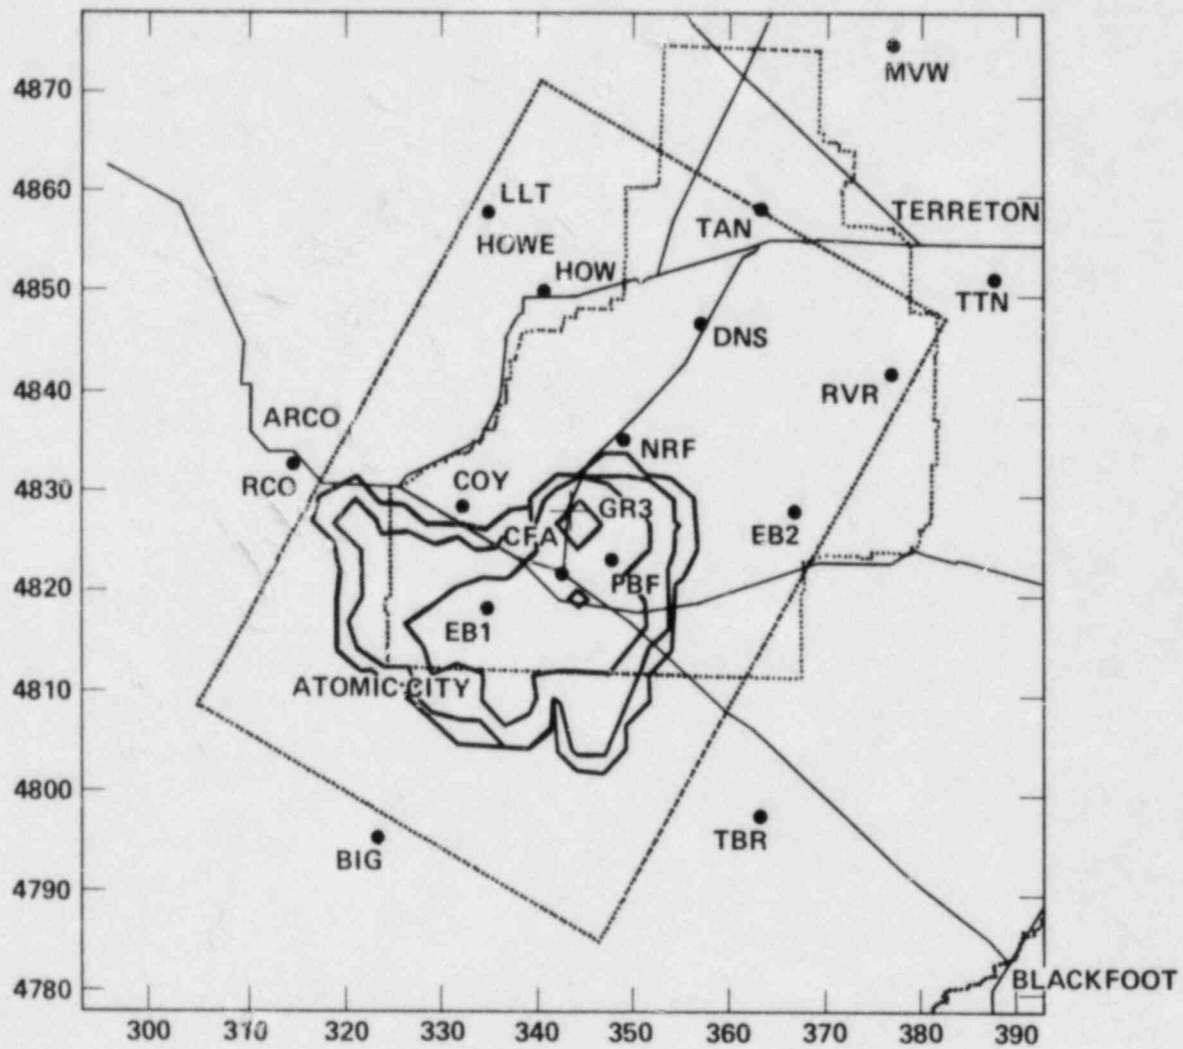 4870
MVW
4860
LLT
TERRETON
TAN
HOWE
HOW
4850
TTN
DNS
4840
RVR
ARCO
NRF
4830
RCO
COY
GR3
CFA
EB2
4820
PBF
EB1
4810
ATOMIC CITY
4800
TBR
BIG
4790
4780
BLACKFOOT
300 310 320 330 340 350 360 370 380 390